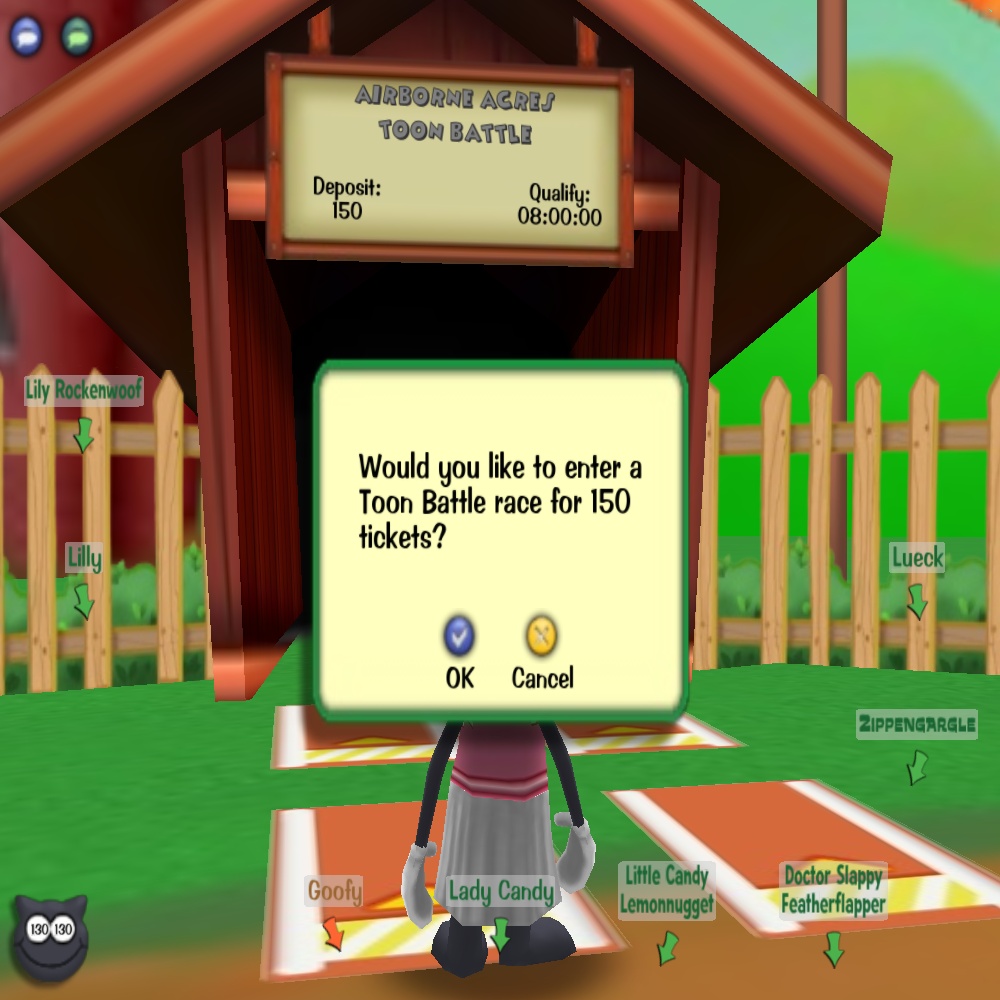 AIRBORNE ACRES
TOON BATTLE
Deposit:
150
Qualify:
08:00:00
Lily Rockenwoof
Would you like to enter a
Toon Battle race for 150
tickets?
Lilly
Lueck
OK
Cancel
ZIPPENGARGLE
Goofy
Lady Candy
Little Candy
Lemonnugget
Doctor Slappy
Featherflapper
130 130